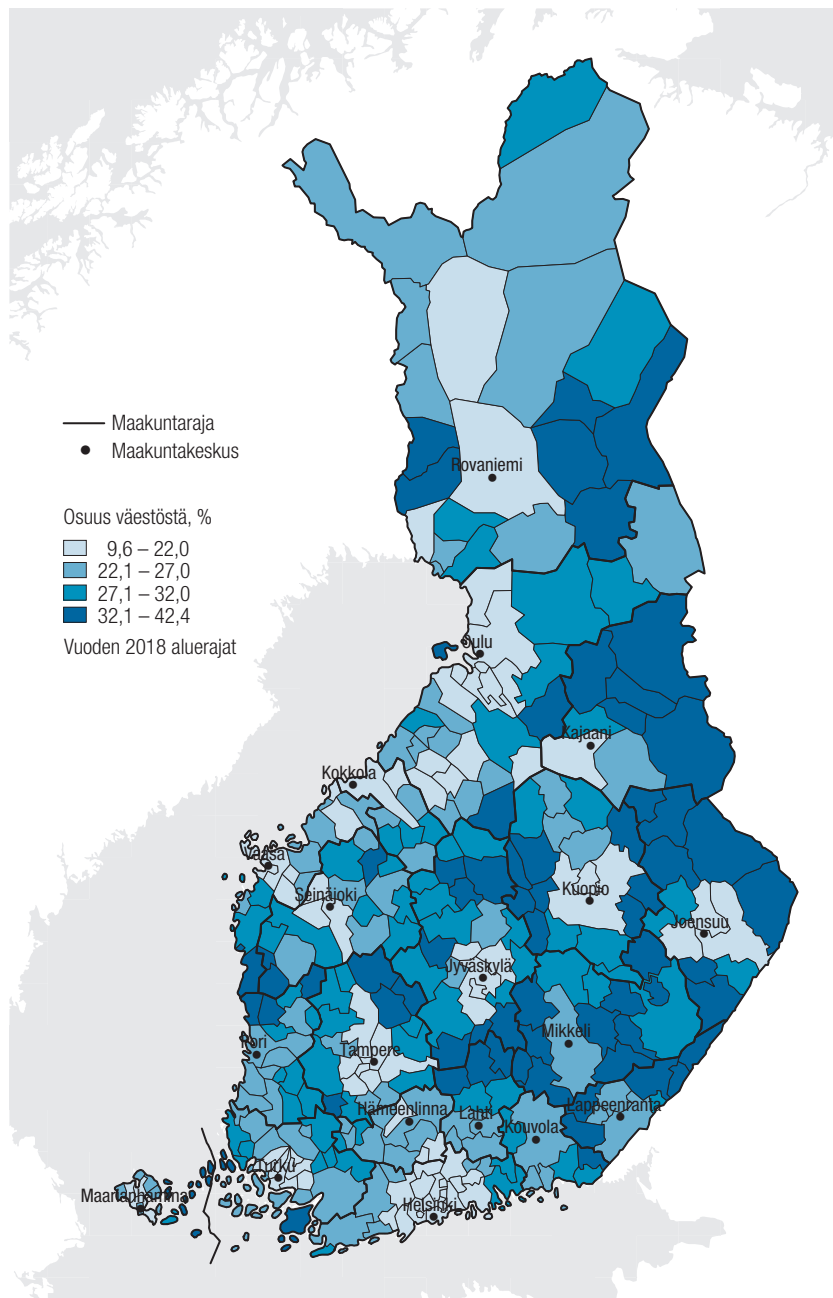 Maakuntaraja
Maakuntakeskus
Osuus väestöstä, %
9,6 – 22,0
22,1 – 27,0
27,1 – 32,0
32,1 – 42,4
Vuoden 2018 aluerajat
Rovaniemi
Oulu
Kajaani
Kokkola
Vaasa
Seinäjoki
Kuopio
Joensuu
Jyväskylä
Mikkeli
Pori
Tampere
Hämeenlinna
Lahti
Lappeenranta
Kouvola
Turku
Maarianhamina
Helsinki